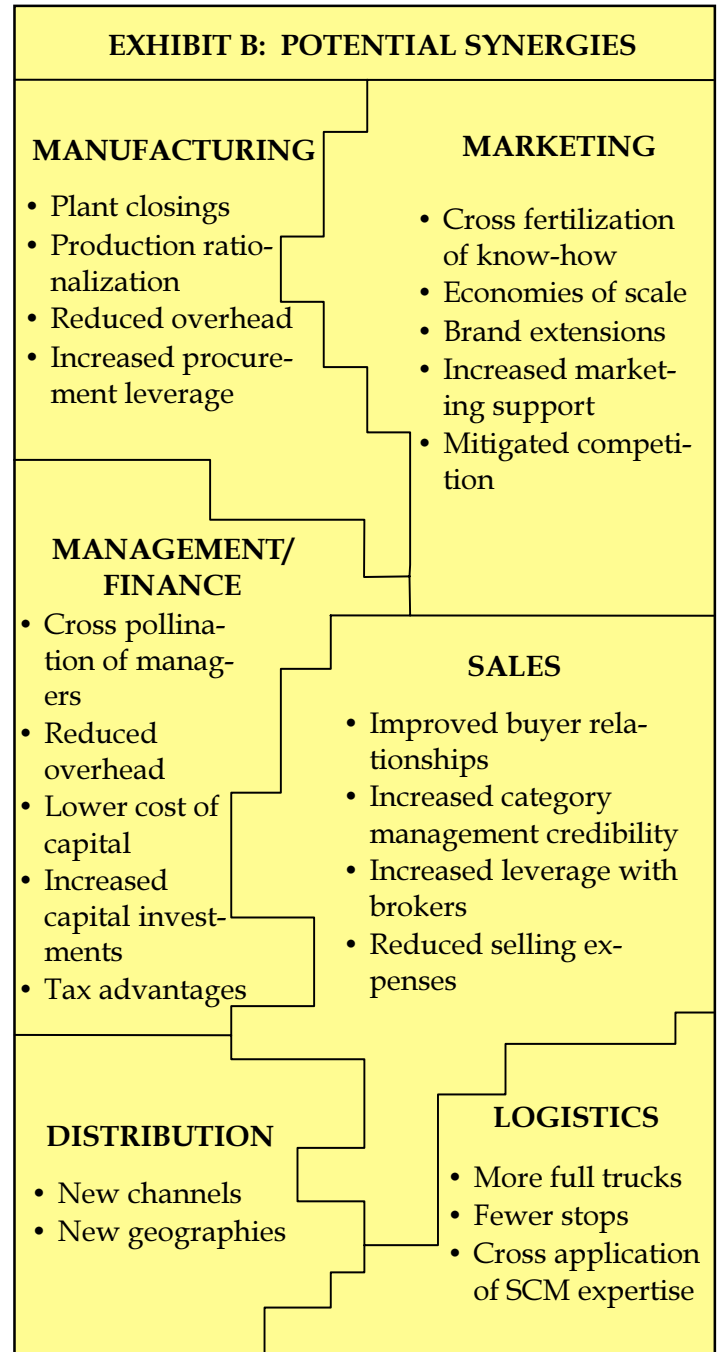 EXHIBIT B: POTENTIAL SYNERGIES
MANUFACTURING
• Plant closings
• Production ratio-
nalization
• Reduced overhead
• Increased procure-
ment leverage
MARKETING
• Cross fertilization
of know-how
• Economies of scale
• Brand extensions
• Increased market-
ing support
• Mitigated competi-
tion
MANAGEMENT/
FINANCE
• Cross pollina-
tion of manag-
ers
• Reduced
overhead
• Lower cost of
capital
• Increased
capital invest-
ments
• Tax advantages
SALES
• Improved buyer rela-
tionships
• Increased category
management credibility
• Increased leverage with
brokers
• Reduced selling ex-
penses
DISTRIBUTION
• New channels
• New geographies
LOGISTICS
• More full trucks
• Fewer stops
• Cross application
of SCM expertise